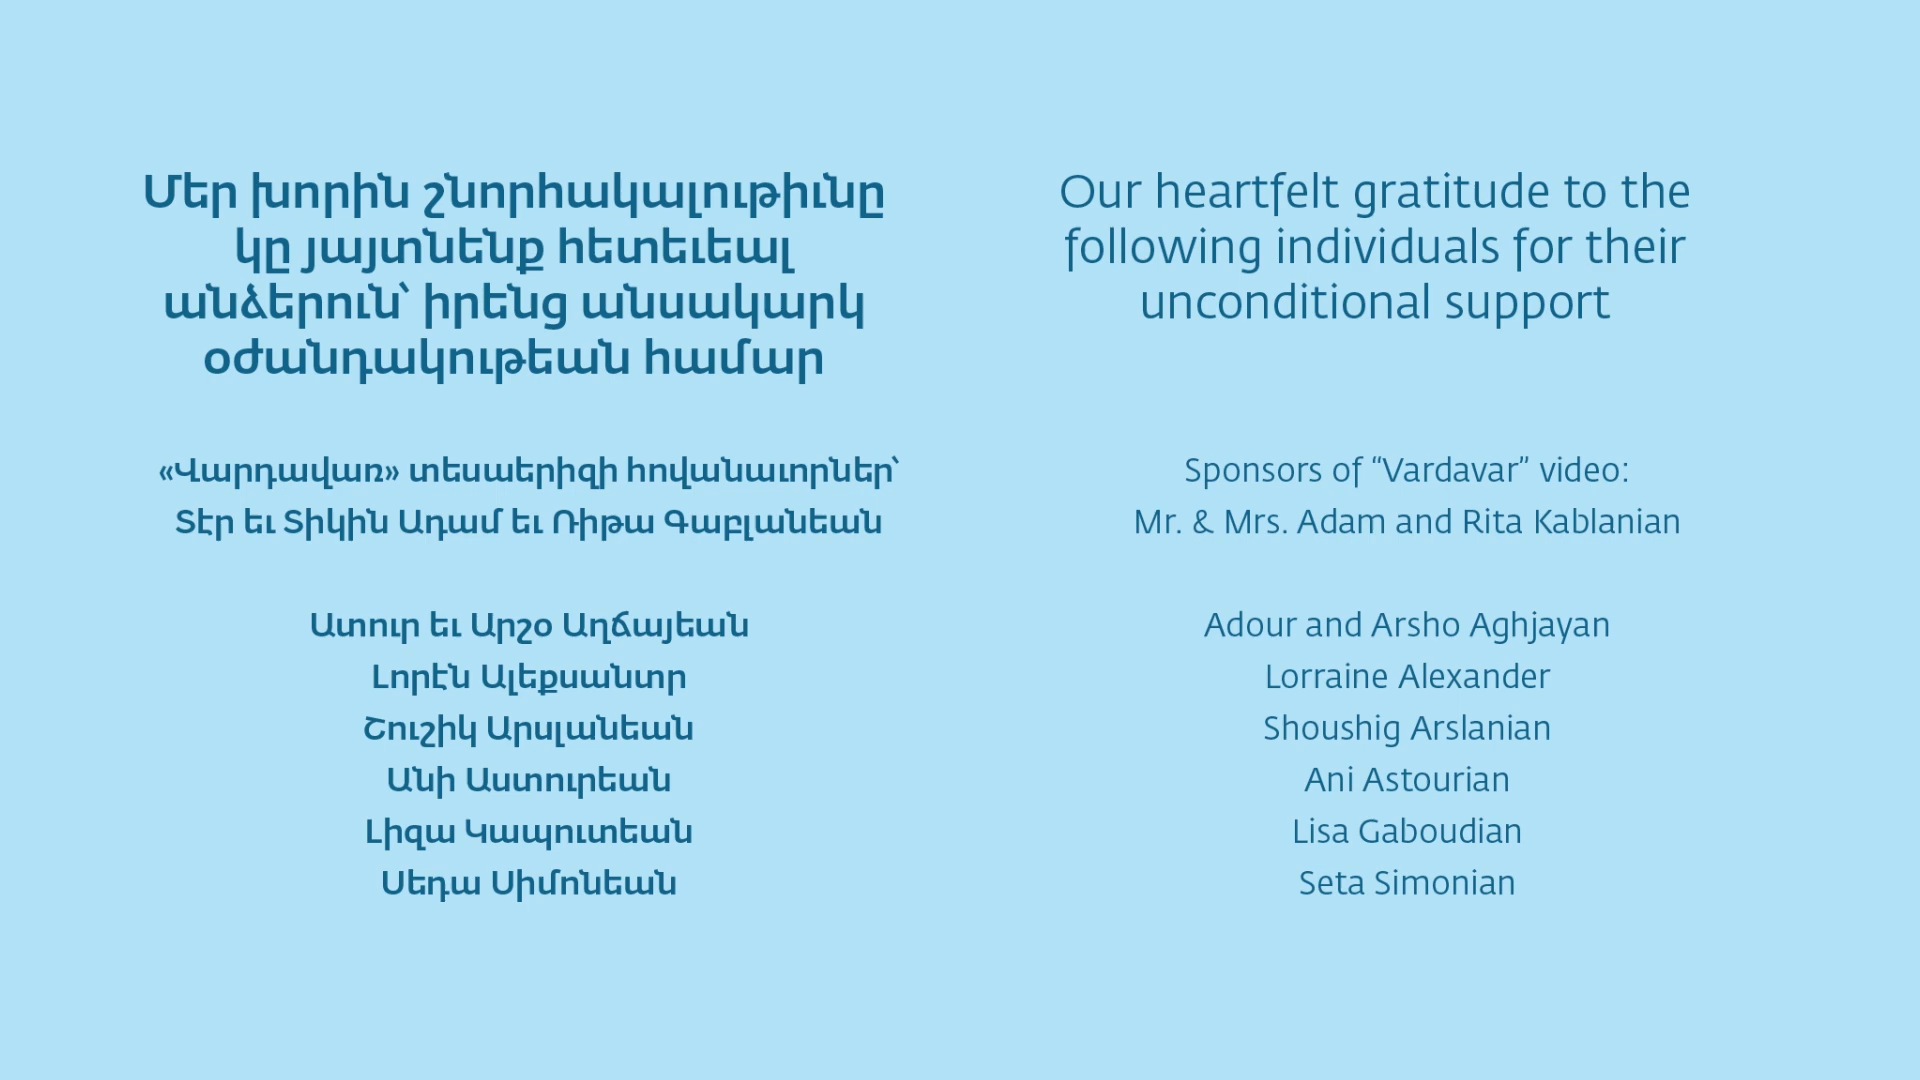 Մեր խորին շնորհակալութիւնը
կը յայտնենք հետեւեալ
անձերուն՝ իրենց անսակարկ
օժանդակութեան համար
«Վարդավառ» տեսաերիզի հովանաւորներ՝
Տէր եւ Տիկին Ադամ եւ Ռիթա Գաբլանեան
Ատուր եւ Արշօ Աղճայեան
Լորէն Ալեքսանտր
Շուշիկ Արսլանեան
Անի Աստուրեան
Լիզա Կապուտեան
Սեդա Սիմոնեան
Our heartfelt gratitude to the
following individuals for their
unconditional support
Sponsors of “Vardavar” video:
Mr. & Mrs. Adam and Rita Kablanian
Adour and Arsho Aghjayan
Lorraine Alexander
Shoushig Arslanian
Ani Astourian
Lisa Gaboudian
Seta Simonian